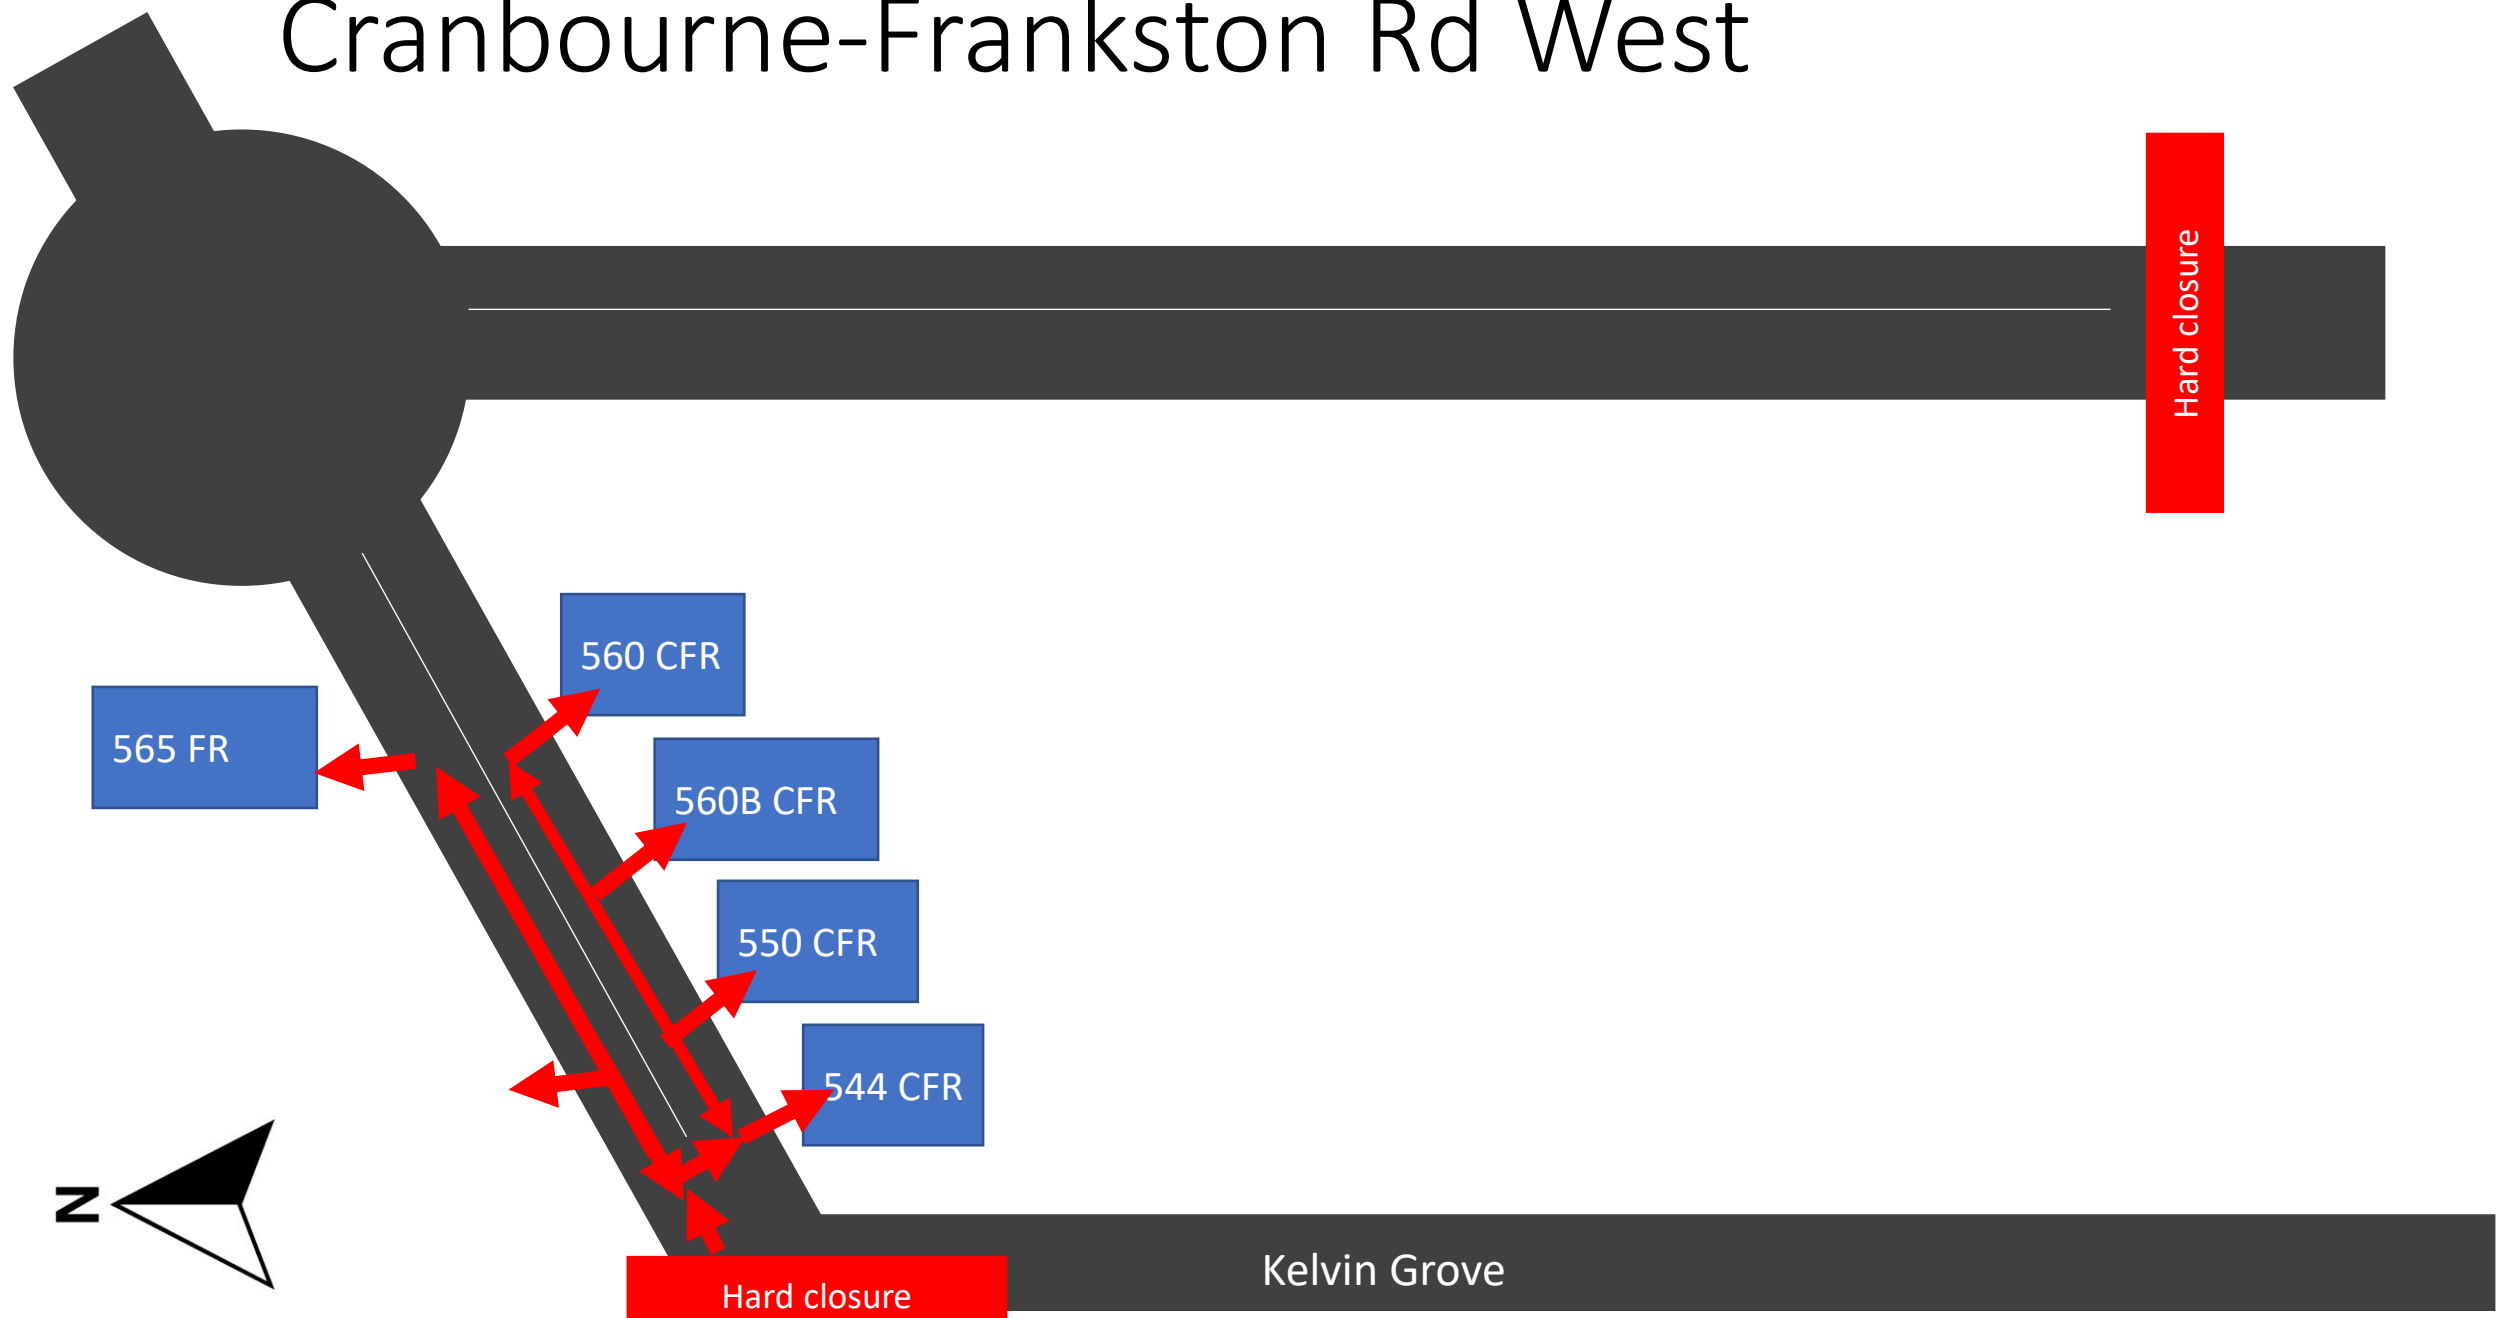 Cranbourne-Frankston Rd West
Hard closure
560 CFR
565 FR
560B CFR
550 CFR
544 CFR
N
Kelvin Grove
Hard closure